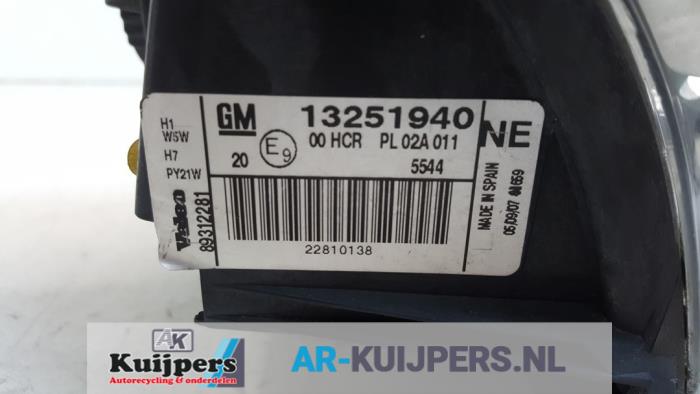 H1
W5W
H7
PY21W
GM 13251940
00 HCR PL 02A 011
20 E9 5544
NE
Valeo
89312281
22810138
MADE IN SPAIN
05/09/07
AK
Kuijpers
Autorecycling & onderdelen
AR-KUIJPERS.NL